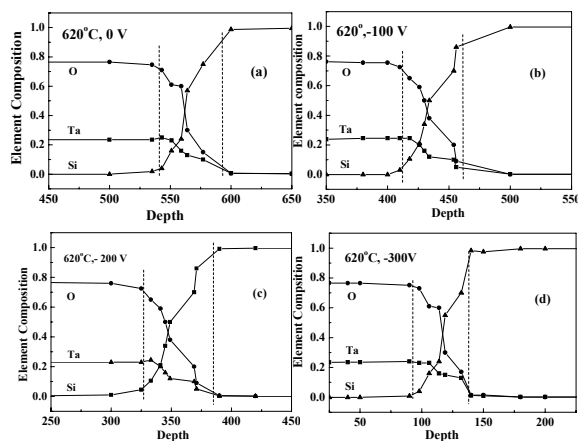 620°C, 0 V
(a)
O
Ta
Si
Element Composition
1.0
0.8
0.6
0.4
0.2
0.0
450
500
550
600
650
Depth
620°,-100 V
(b)
O
Ta
Si
Element composition
1.0
0.8
0.6
0.4
0.2
0.0
350
400
450
500
550
Depth
620°C,- 200 V
(c)
O
Ta
Si
Element Composition
1.0
0.8
0.6
0.4
0.2
0.0
250
300
350
400
450
Depth
620°C, -300V
(d)
O
Ta
Si
Element Compsition
1.0
0.8
0.6
0.4
0.2
0.0
50
100
150
200
Depth